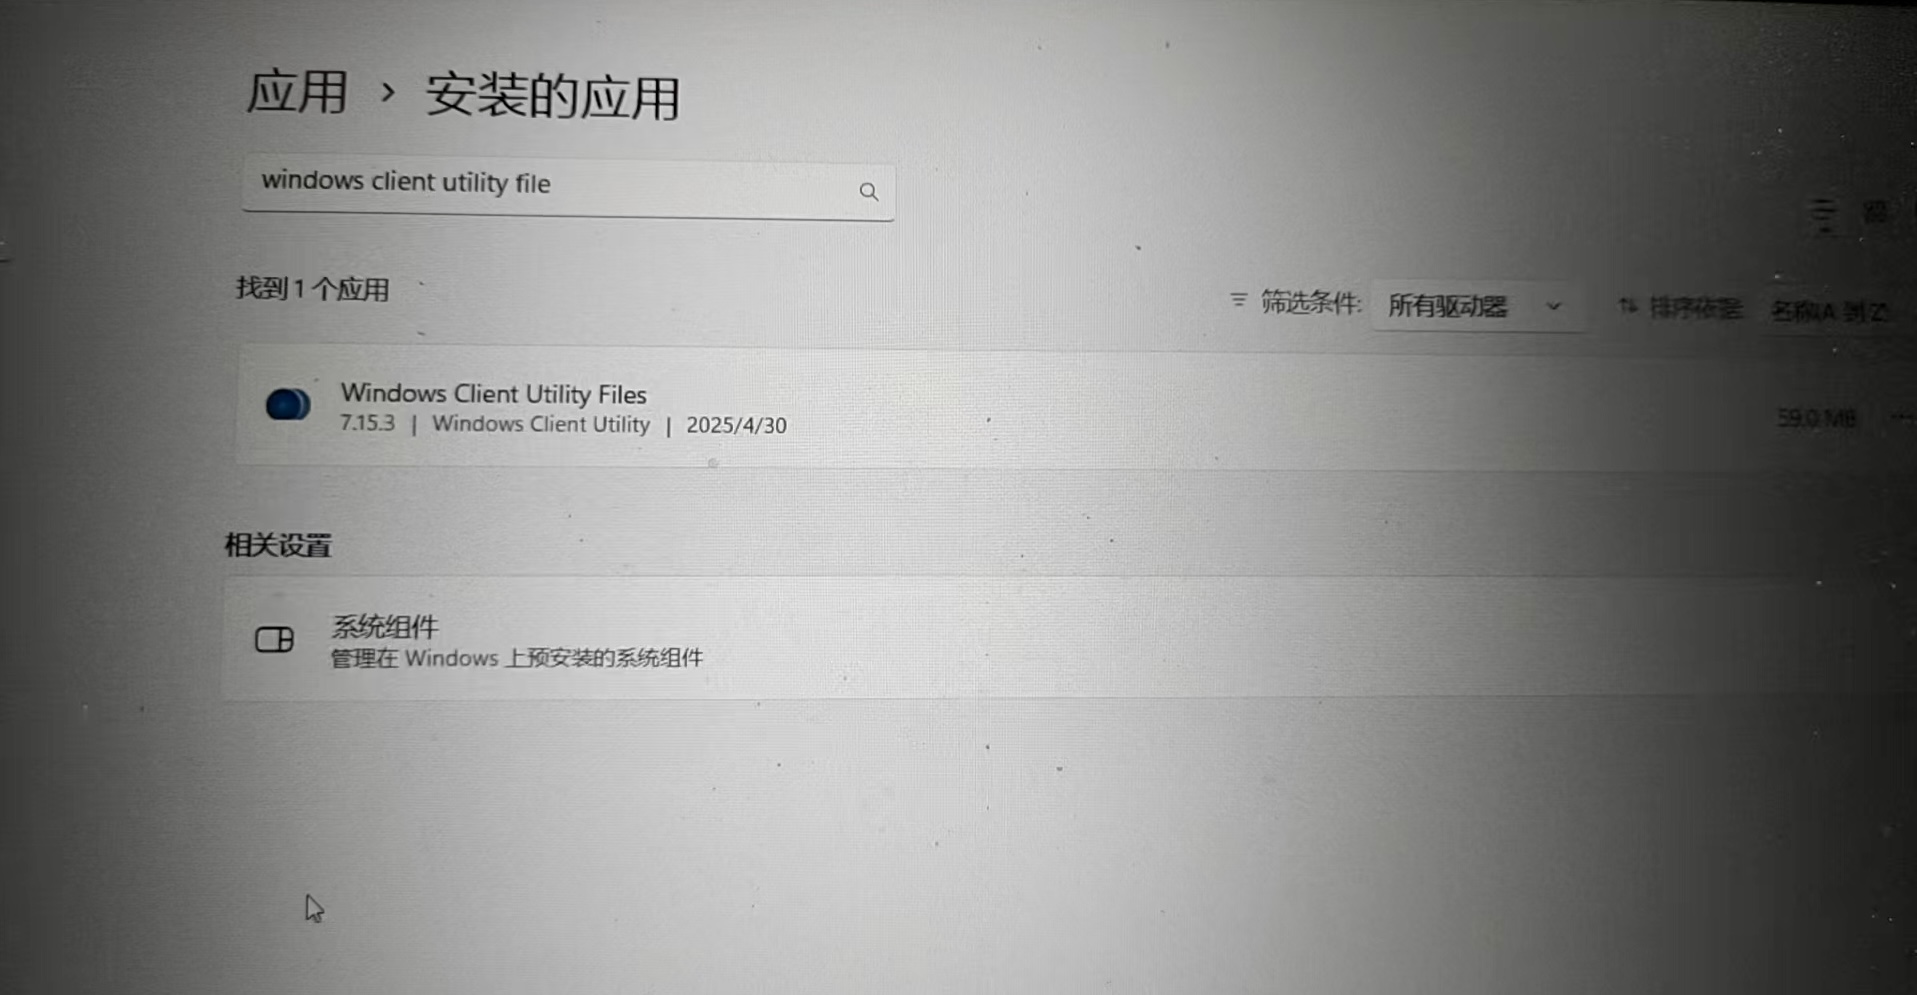 应用 › 安装的应用
windows client utility file
找到 1 个应用
筛选条件: 所有驱动器 排序依据: 名称(A 到 Z)
Windows Client Utility Files
7.15.3 | Windows Client Utility | 2025/4/30
59.0 MB
相关设置
系统组件
管理在 Windows 上预安装的系统组件